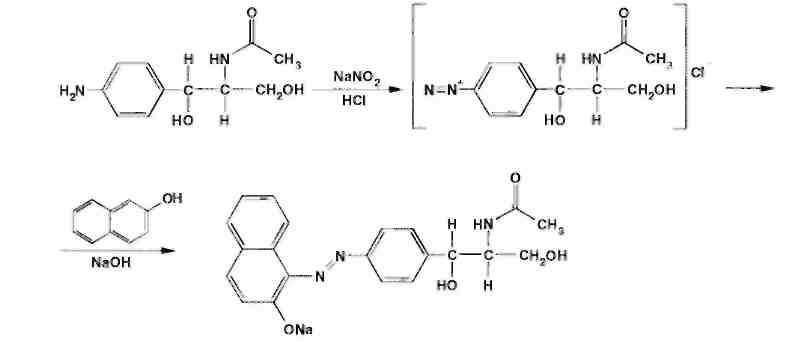 O
H HN CH₃
H₂N C C CH₂OH
HO H
NaNO₂
HCl
O
H HN CH₃
N=N⁺ C C CH₂OH
HO H
Cl⁻
OH
NaOH
O
H HN CH₃
N N C C CH₂OH
HO H
ONa